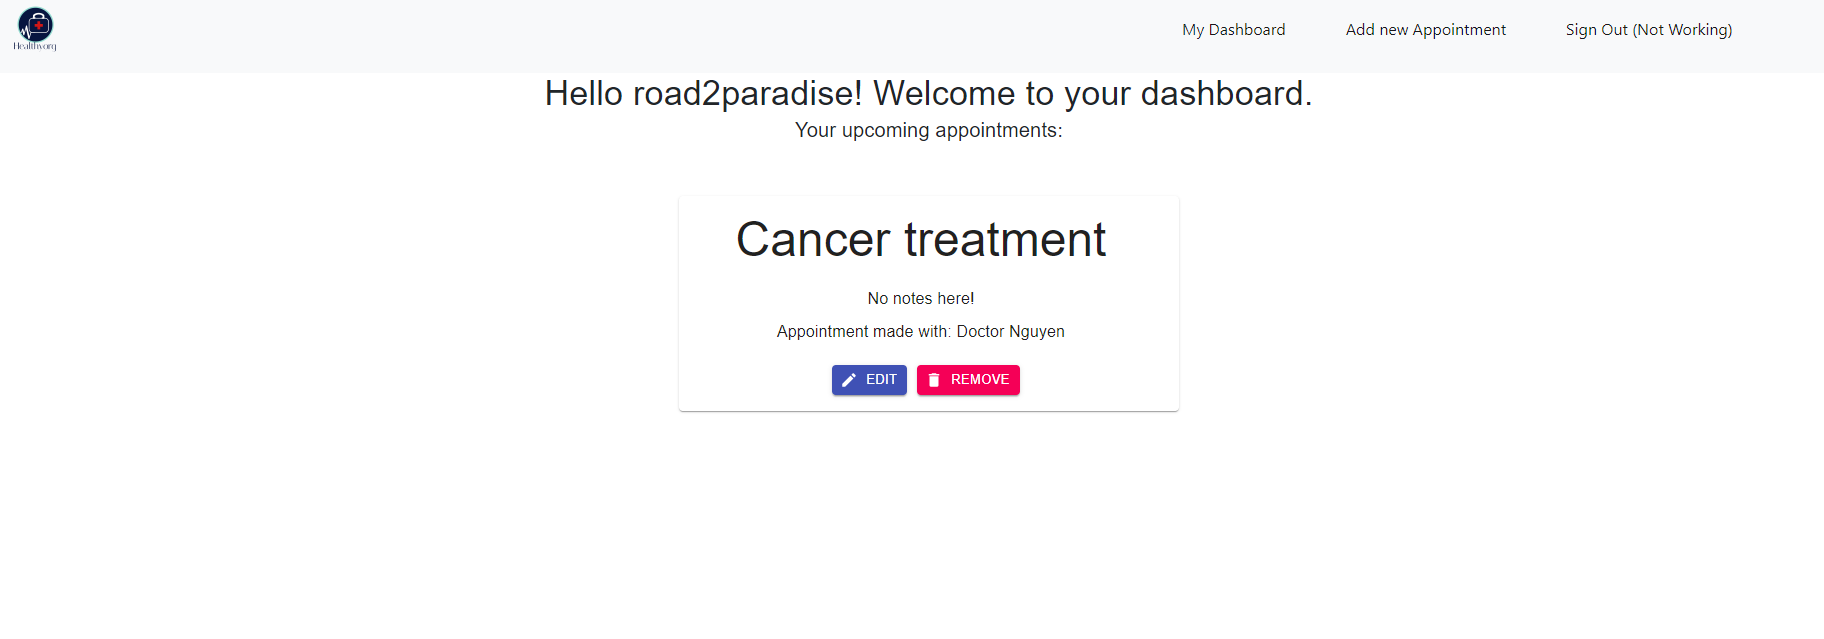 Healthyorg
My Dashboard Add new Appointment Sign Out (Not Working)
Hello road2paradise! Welcome to your dashboard.
Your upcoming appointments:
Cancer treatment
No notes here!
Appointment made with: Doctor Nguyen
EDIT REMOVE